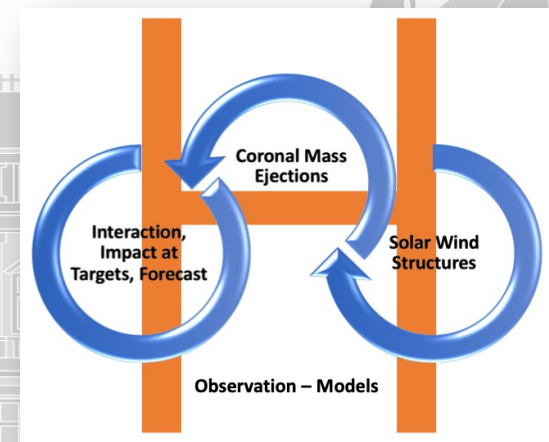 Coronal Mass
Ejections
Interaction,
Impact at
Targets, Forecast
Solar Wind
Structures
Observation – Models